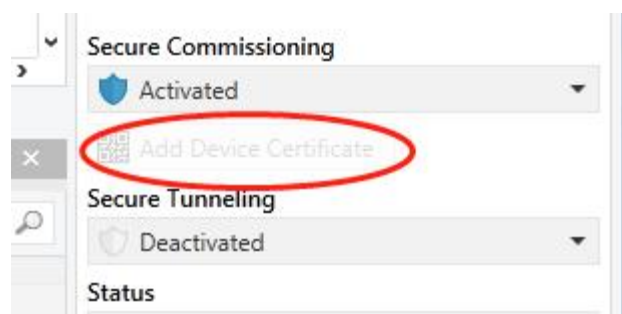 Secure Commissioning
Activated
Add Device Certificate
Secure Tunneling
Deactivated
Status